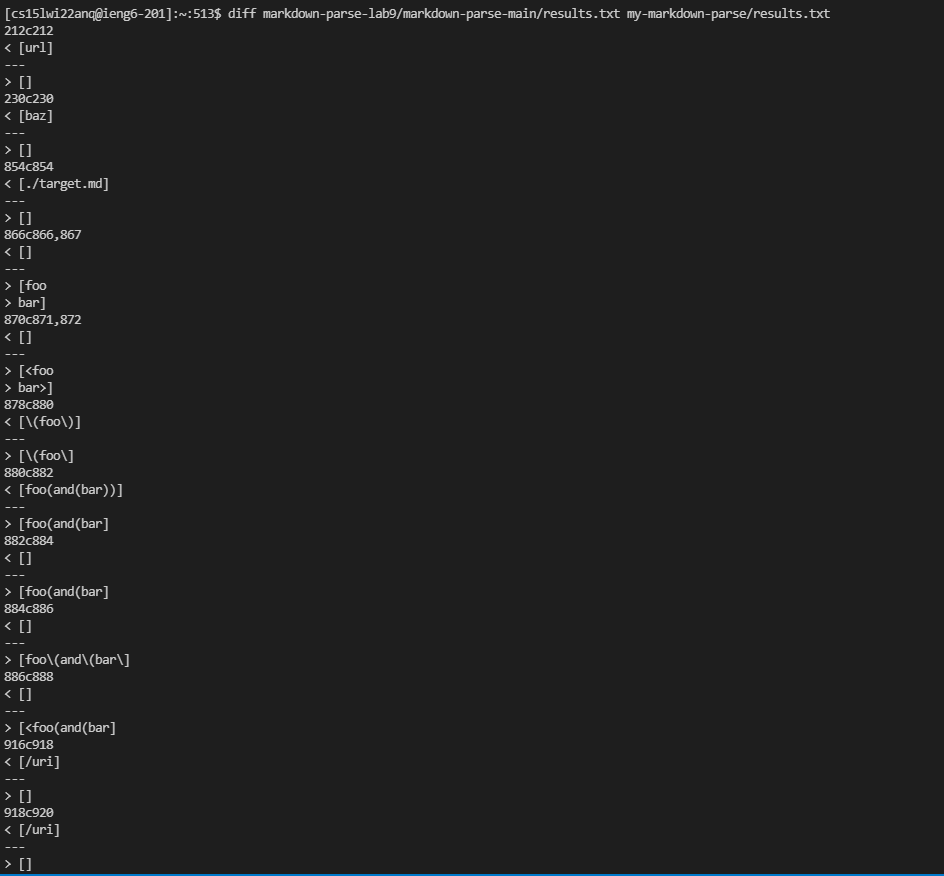 [cs15lwi22anq@ieng6-201]:~:513$ diff markdown-parse-lab9/markdown-parse-main/results.txt my-markdown-parse/results.txt
212c212
< [url]
---
> []
230c230
< [baz]
---
> []
854c854
< [./target.md]
---
> []
866c866,867
< []
---
> [foo
> bar]
870c871,872
< []
---
> [<foo
> bar>]
878c880
< [\(foo\)]
---
> [\(foo\]
880c882
< [foo(and(bar))]
---
> [foo(and(bar]
882c884
< []
---
> [foo(and(bar]
884c886
< []
---
> [foo\(and\(bar\]
886c888
< []
---
> [<foo(and(bar]
916c918
< [/uri]
---
> []
918c920
< [/uri]
---
> []